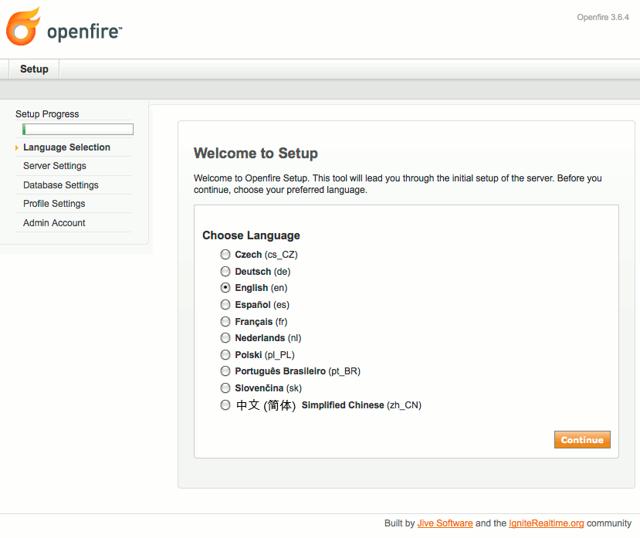 openfire™
Openfire 3.6.4
Setup
Setup Progress
Language Selection
Server Settings
Database Settings
Profile Settings
Admin Account
Welcome to Setup
Welcome to Openfire Setup. This tool will lead you through the initial setup of the server. Before you
continue, choose your preferred language.
Choose Language
Czech (cs_CZ)
Deutsch (de)
English (en)
Español (es)
Français (fr)
Nederlands (nl)
Polski (pl_PL)
Português Brasileiro (pt_BR)
Slovenčina (sk)
中文 (简体) Simplified Chinese (zh_CN)
Continue
Built by Jive Software and the IgniteRealtime.org community